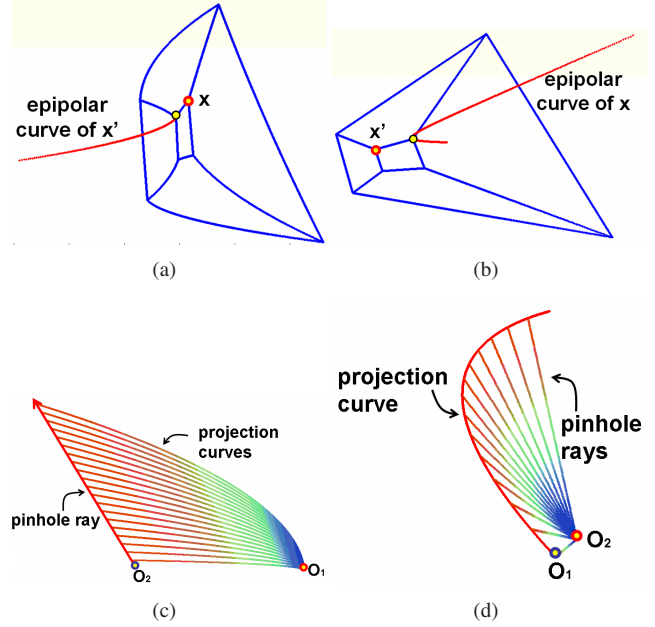 epipolar
curve of x'
x
(a)
x'
epipolar
curve of x
(b)
projection
curves
pinhole ray
O₂
O₁
(c)
projection
curve
pinhole
rays
O₂
O₁
(d)